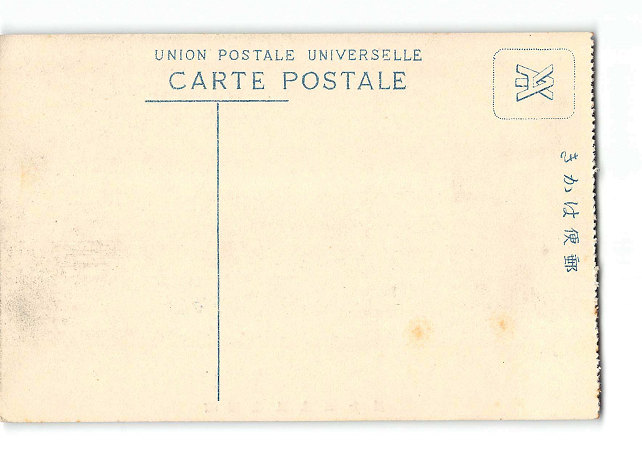 UNION POSTALE UNIVERSELLE
CARTE POSTALE
きかは便郵